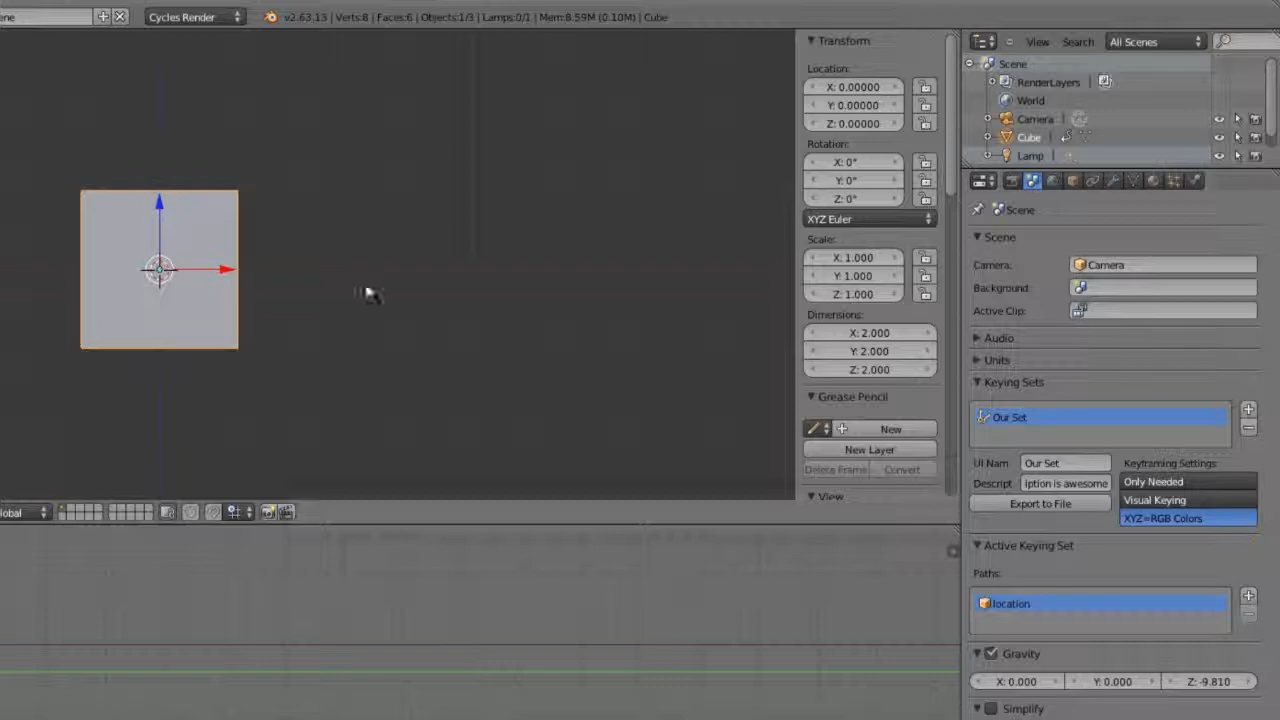 ene
Cycles Render
v2.63.13 | Verts:8 | Faces:6 | Objects:1/3 | Lamps:0/1 | Mem:8.59M (0.10M) | Cube
Transform
Location:
X: 0.00000
Y: 0.00000
Z: 0.00000
Rotation:
X: 0°
Y: 0°
Z: 0°
XYZ Euler
Scale:
X: 1.000
Y: 1.000
Z: 1.000
Dimensions:
X: 2.000
Y: 2.000
Z: 2.000
Grease Pencil
New
New Layer
Delete Frame
Convert
View
lobal
View
Search
All Scenes
Scene
RenderLayers
World
Camera
Cube
Lamp
Scene
Scene
Camera:
Camera
Background:
Active Clip:
Audio
Units
Keying Sets
Our Set
UI Nam
Our Set
Keyframing Settings:
Descript
iption is awesome
Only Needed
Export to File
Visual Keying
XYZ=RGB Colors
Active Keying Set
Paths:
location
Gravity
X: 0.000
Y: 0.000
Z: -9.810
Simplify